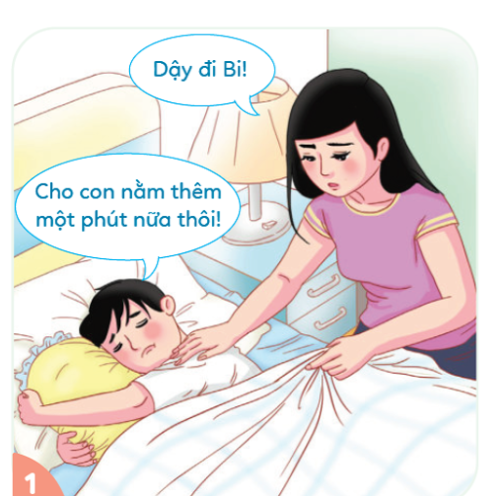 Dậy đi Bi!
Cho con nằm thêm
một phút nữa thôi!
1